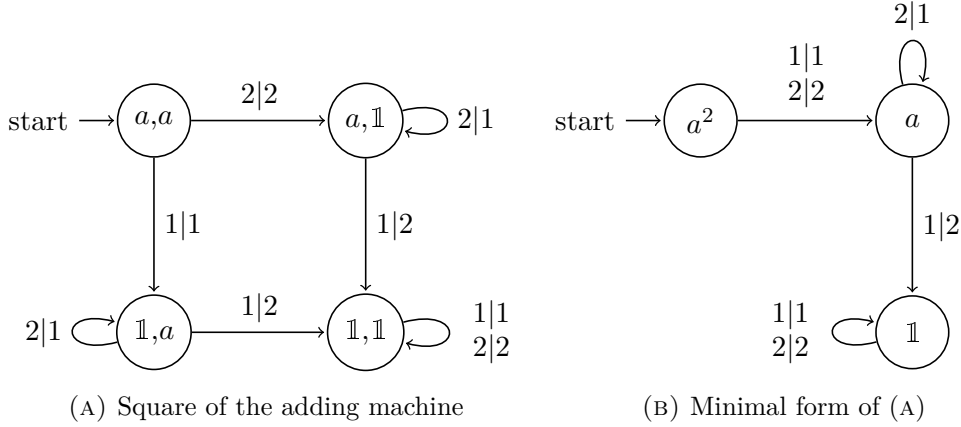 2|1
2|2
1|1
2|2
start
a,a
a,𝟙
2|1
start
a²
a
1|1
1|2
1|2
2|1
𝟙,a
1|2
𝟙,𝟙
1|1
2|2
1|1
2|2
𝟙
(A) Square of the adding machine
(B) Minimal form of (A)